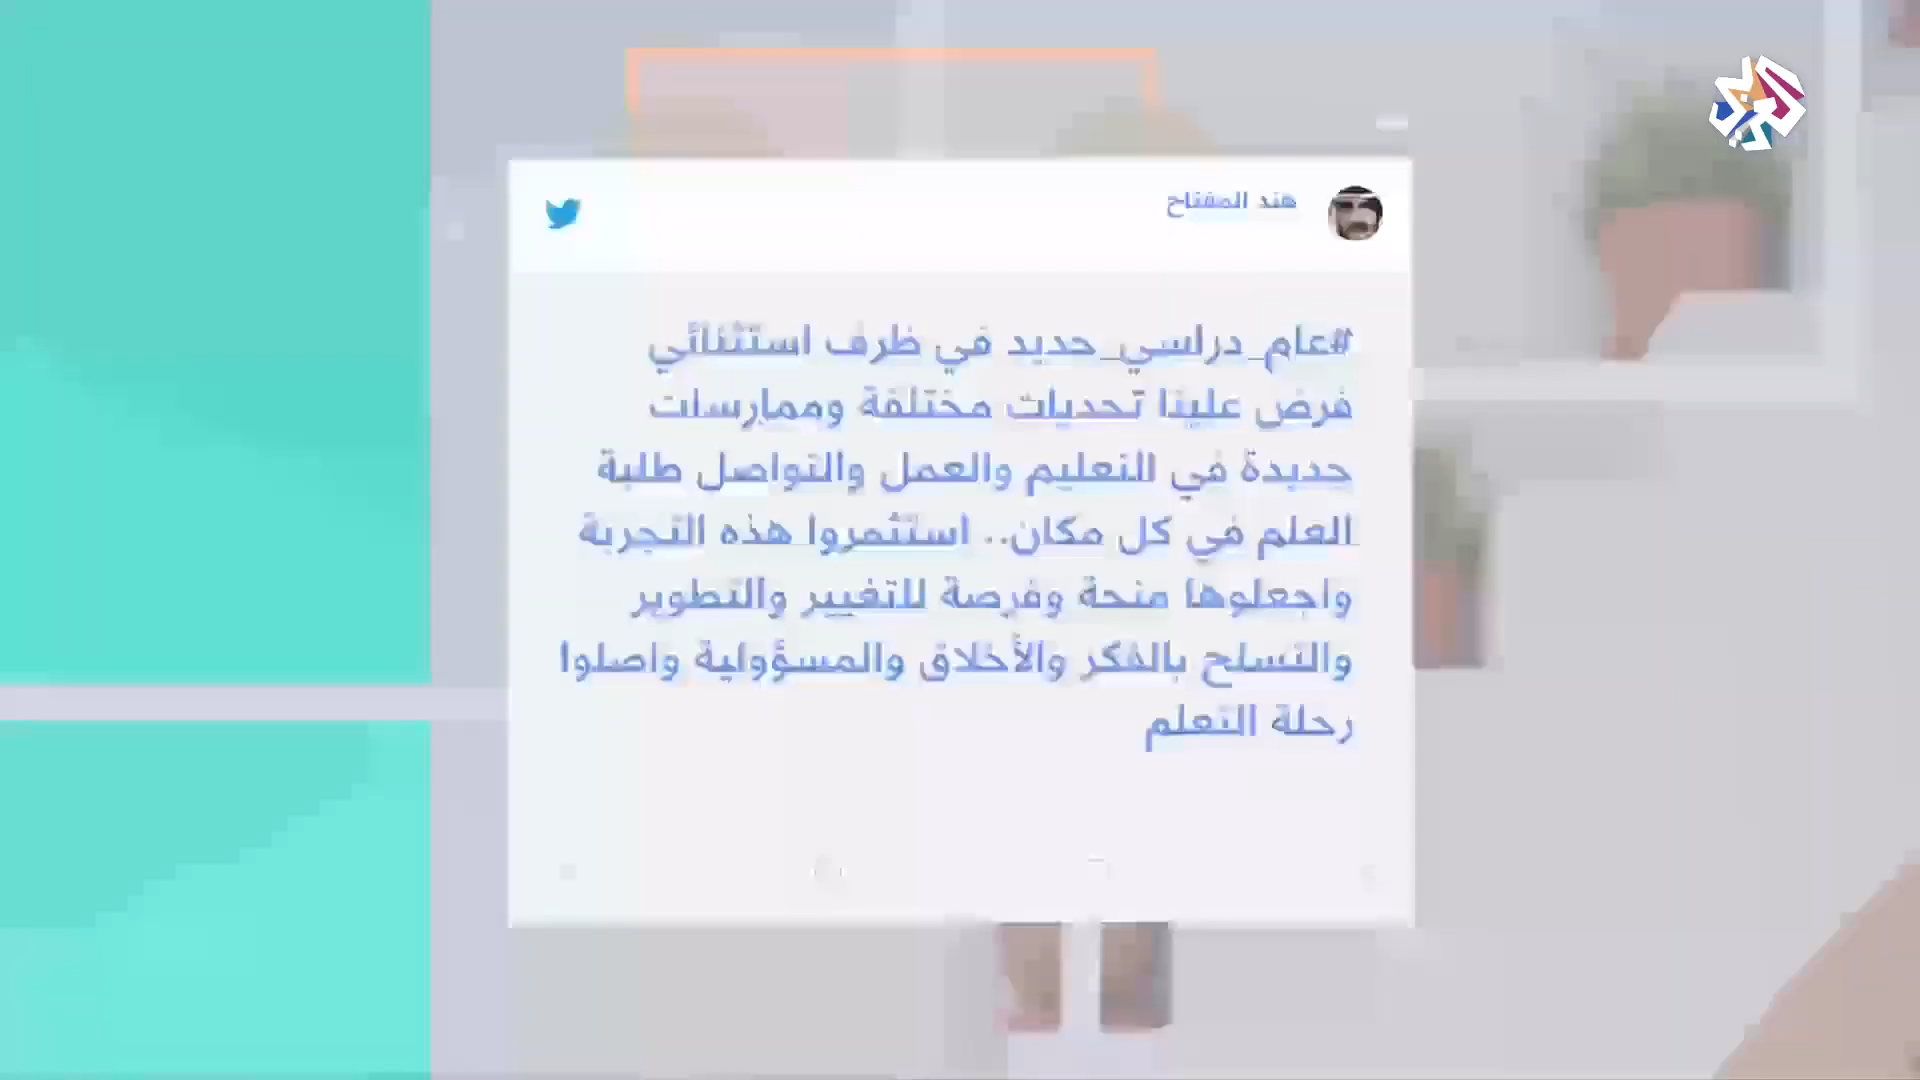 هند المفتاح
#عام_دراسي_جديد في ظرف استثنائي
فرض علينا تحديات مختلفة وممارسات
جديدة في التعليم والعمل والتواصل طلبة
العلم في كل مكان.. استثمروا هذه التجربة
واجعلوها منحة وفرصة للتغيير والتطوير
والتسلح بالفكر والأخلاق والمسؤولية واصلوا
رحلة التعلم